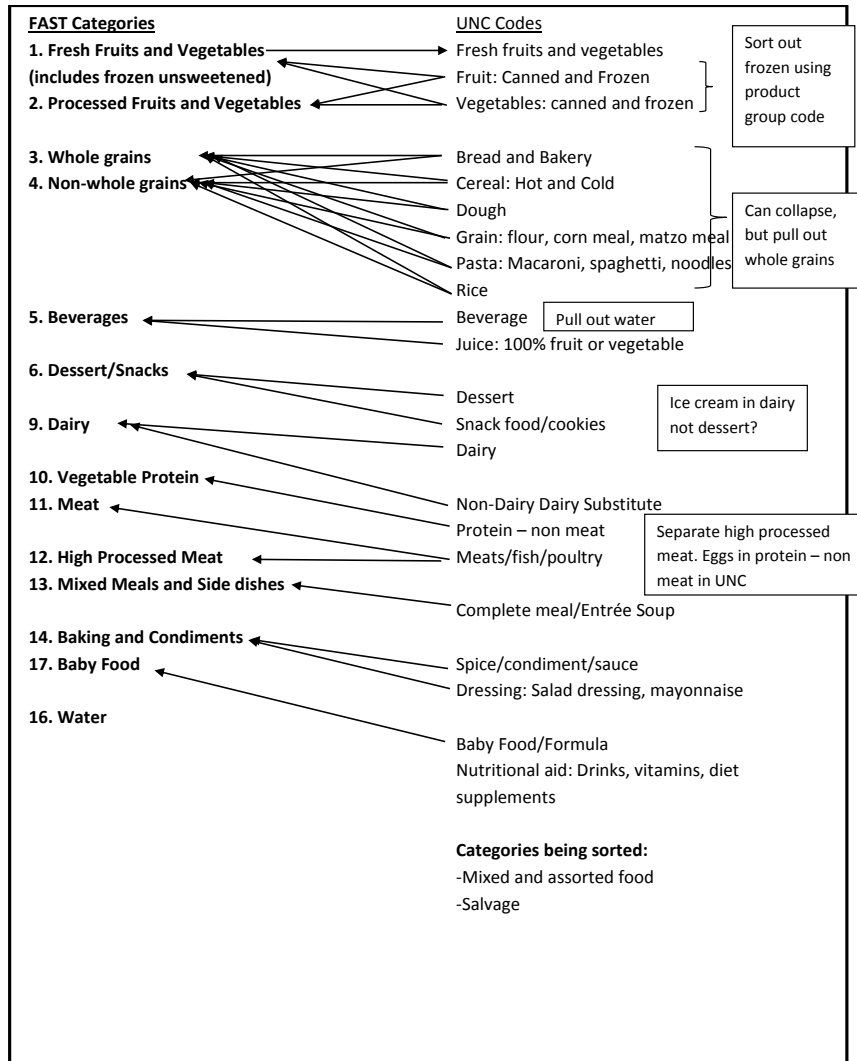 FAST Categories
1. Fresh Fruits and Vegetables
(includes frozen unsweetened)
2. Processed Fruits and Vegetables
3. Whole grains
4. Non-whole grains
5. Beverages
6. Dessert/Snacks
9. Dairy
10. Vegetable Protein
11. Meat
12. High Processed Meat
13. Mixed Meals and Side dishes
14. Baking and Condiments
17. Baby Food
16. Water
UNC Codes
Fresh fruits and vegetables
Fruit: Canned and Frozen
Vegetables: canned and frozen
Bread and Bakery
Cereal: Hot and Cold
Dough
Grain: flour, corn meal, matzo meal
Pasta: Macaroni, spaghetti, noodles
Rice
Beverage
Juice: 100% fruit or vegetable
Dessert
Snack food/cookies
Dairy
Non-Dairy Dairy Substitute
Protein – non meat
Meats/fish/poultry
Complete meal/Entrée Soup
Spice/condiment/sauce
Dressing: Salad dressing, mayonnaise
Baby Food/Formula
Nutritional aid: Drinks, vitamins, diet
supplements
Categories being sorted:
-Mixed and assorted food
-Salvage
Sort out
frozen using
product
group code
Can collapse,
but pull out
whole grains
Pull out water
Ice cream in dairy
not dessert?
Separate high processed
meat. Eggs in protein – non
meat in UNC